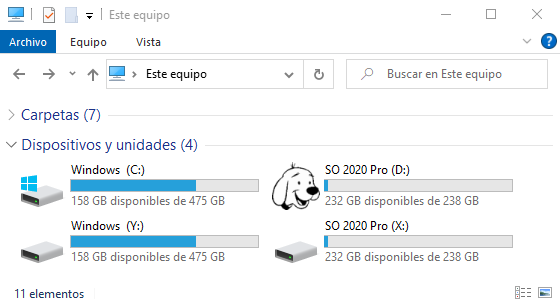 Este equipo
Archivo Equipo Vista
Este equipo Buscar en Este equipo
Carpetas (7)
Dispositivos y unidades (4)
Windows (C:)
158 GB disponibles de 475 GB
SO 2020 Pro (D:)
232 GB disponibles de 238 GB
Windows (Y:)
158 GB disponibles de 475 GB
SO 2020 Pro (X:)
232 GB disponibles de 238 GB
11 elementos